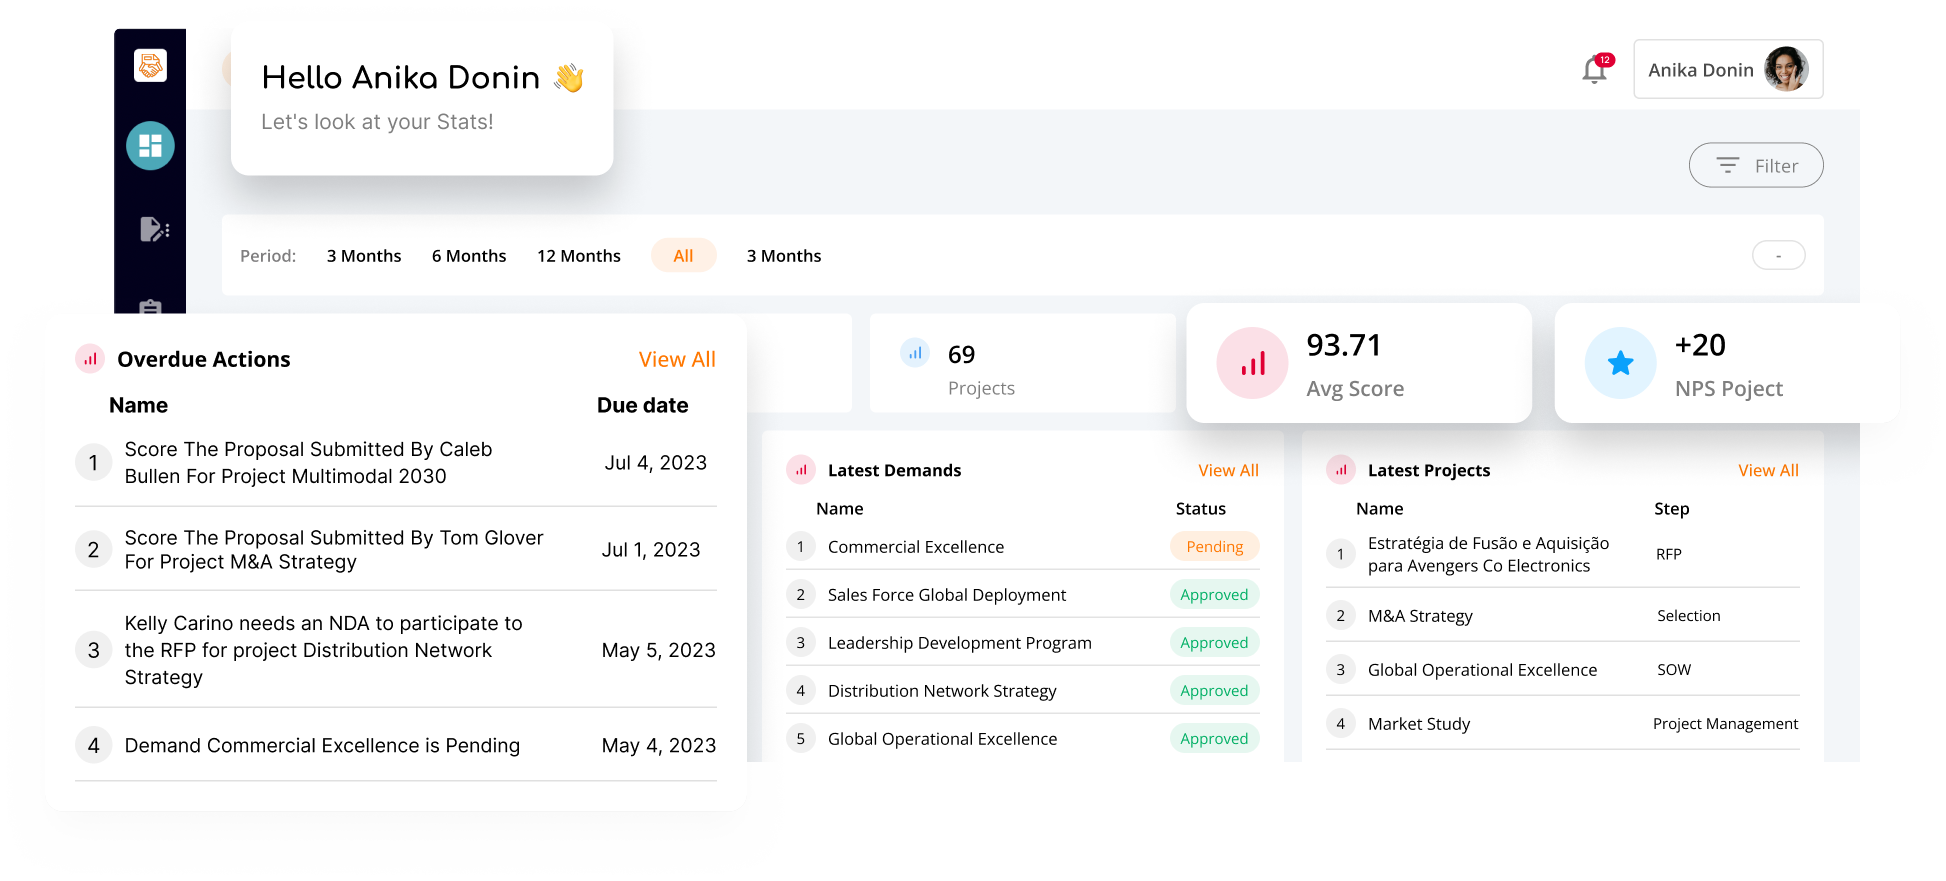 Hello Anika Donin 👋
Let's look at your Stats!
12
Anika Donin
Filter
Period: 3 Months 6 Months 12 Months All 3 Months -
Overdue Actions View All
Name Due date
1 Score The Proposal Submitted By Caleb
Bullen For Project Multimodal 2030 Jul 4, 2023
2 Score The Proposal Submitted By Tom Glover
For Project M&A Strategy Jul 1, 2023
3 Kelly Carino needs an NDA to participate to
the RFP for project Distribution Network
Strategy May 5, 2023
4 Demand Commercial Excellence is Pending May 4, 2023
69
Projects
93.71
Avg Score
+20
NPS Poject
Latest Demands View All
Name Status
1 Commercial Excellence Pending
2 Sales Force Global Deployment Approved
3 Leadership Development Program Approved
4 Distribution Network Strategy Approved
5 Global Operational Excellence Approved
Latest Projects View All
Name Step
1 Estratégia de Fusão e Aquisição
para Avengers Co Electronics RFP
2 M&A Strategy Selection
3 Global Operational Excellence SOW
4 Market Study Project Management